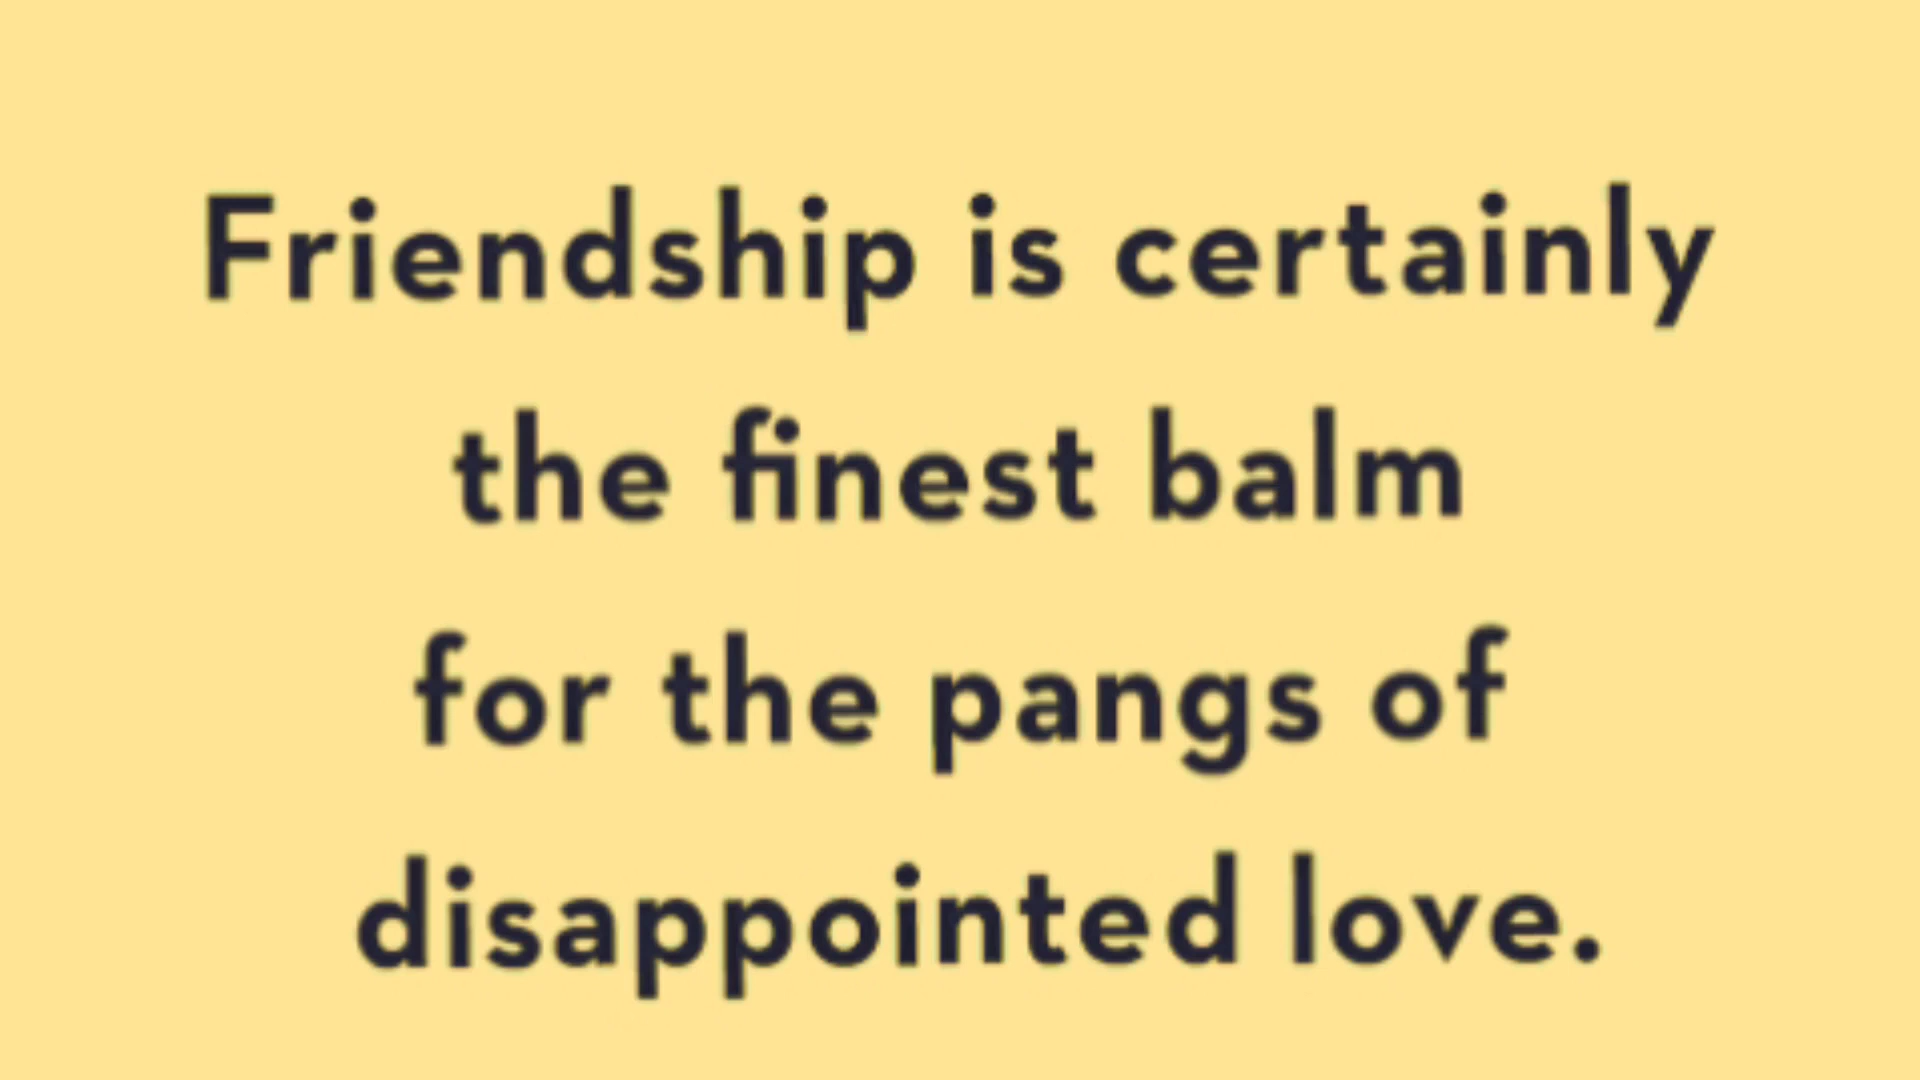 Friendship is certainly
the finest balm
for the pangs of
disappointed love.